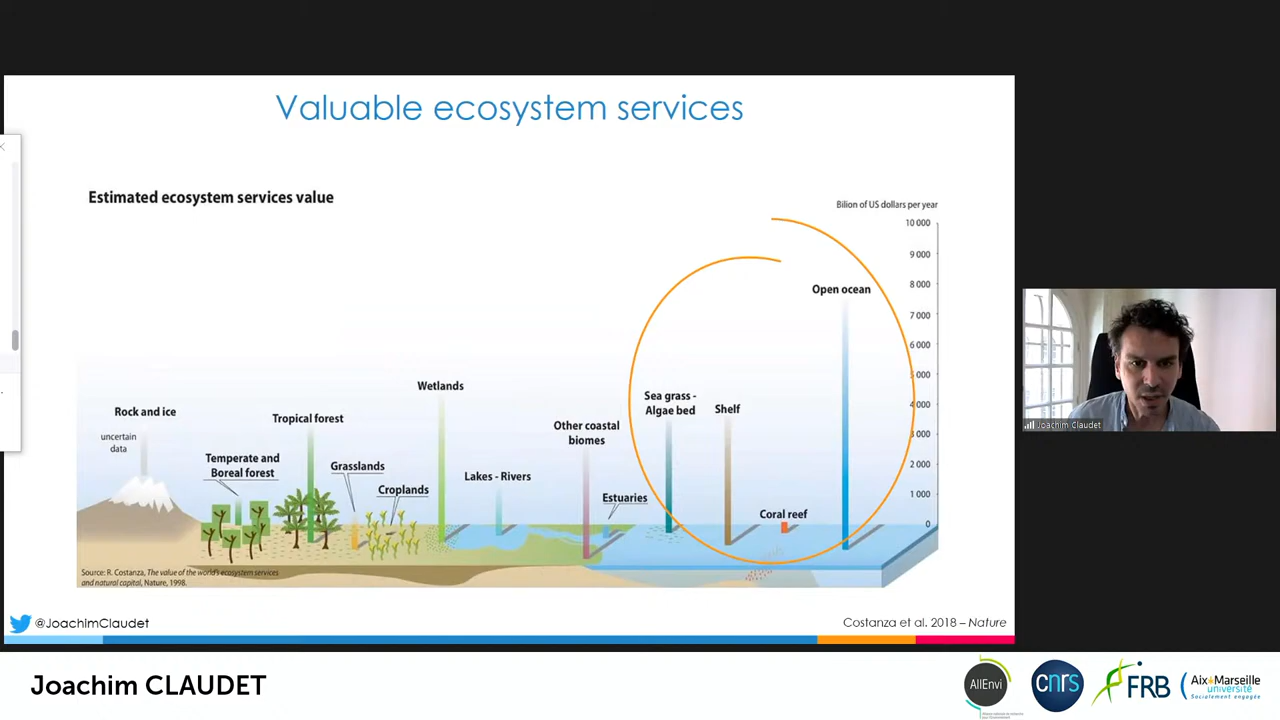 Valuable ecosystem services
Estimated ecosystem services value
Bilion of US dollars per year
10 000
9 000
8 000
7 000
6 000
5 000
4 000
3 000
2 000
1 000
0
Open ocean
Wetlands
Sea grass -
Algae bed
Shelf
Rock and ice
uncertain
data
Tropical forest
Other coastal
biomes
Temperate and
Boreal forest
Grasslands
Croplands
Lakes - Rivers
Estuaries
Coral reef
Source: R. Costanza, The value of the world's ecosystem services
and natural capital, Nature, 1998.
@JoachimClaudet
Costanza et al. 2018 – Nature
Joachim Claudet
Joachim CLAUDET
AllEnvi
cnrs
FRB
Aix Marseille
université
Socialement engagée